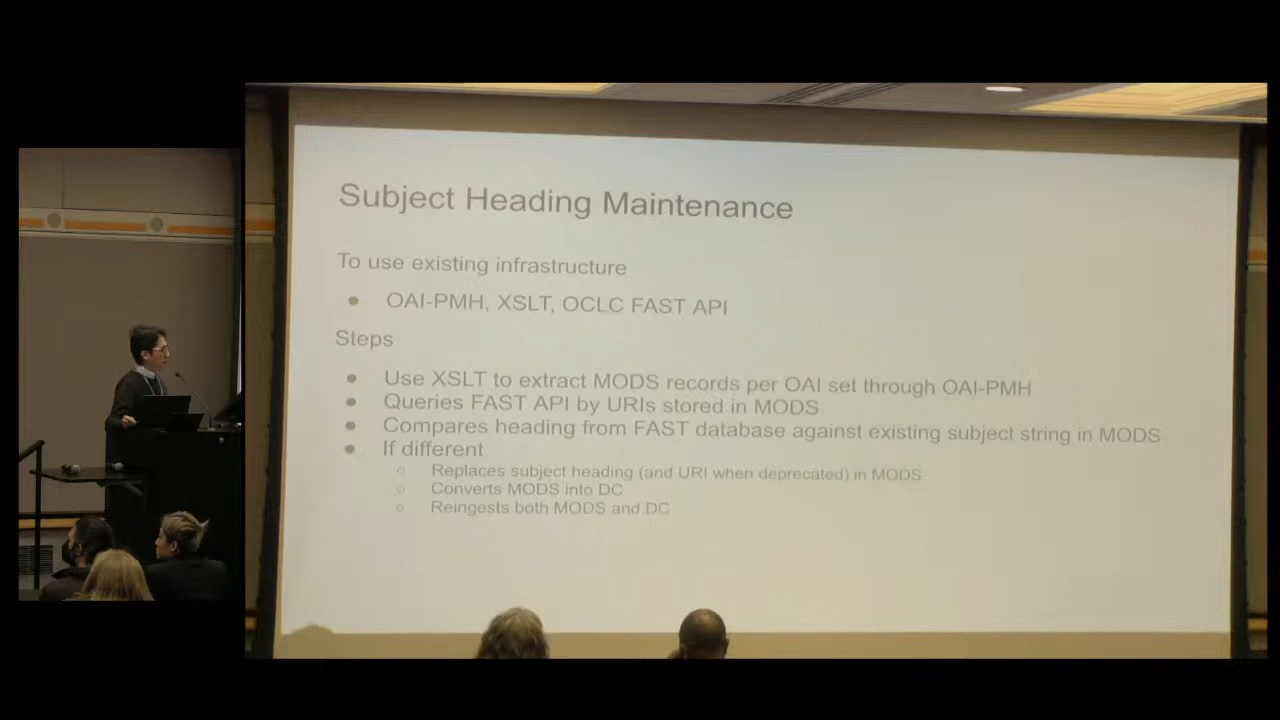 Subject Heading Maintenance
To use existing infrastructure
● OAI-PMH, XSLT, OCLC FAST API
Steps
● Use XSLT to extract MODS records per OAI set through OAI-PMH
● Queries FAST API by URIs stored in MODS
● Compares heading from FAST database against existing subject string in MODS
● If different
○ Replaces subject heading (and URI when deprecated) in MODS
○ Converts MODS into DC
○ Reingests both MODS and DC